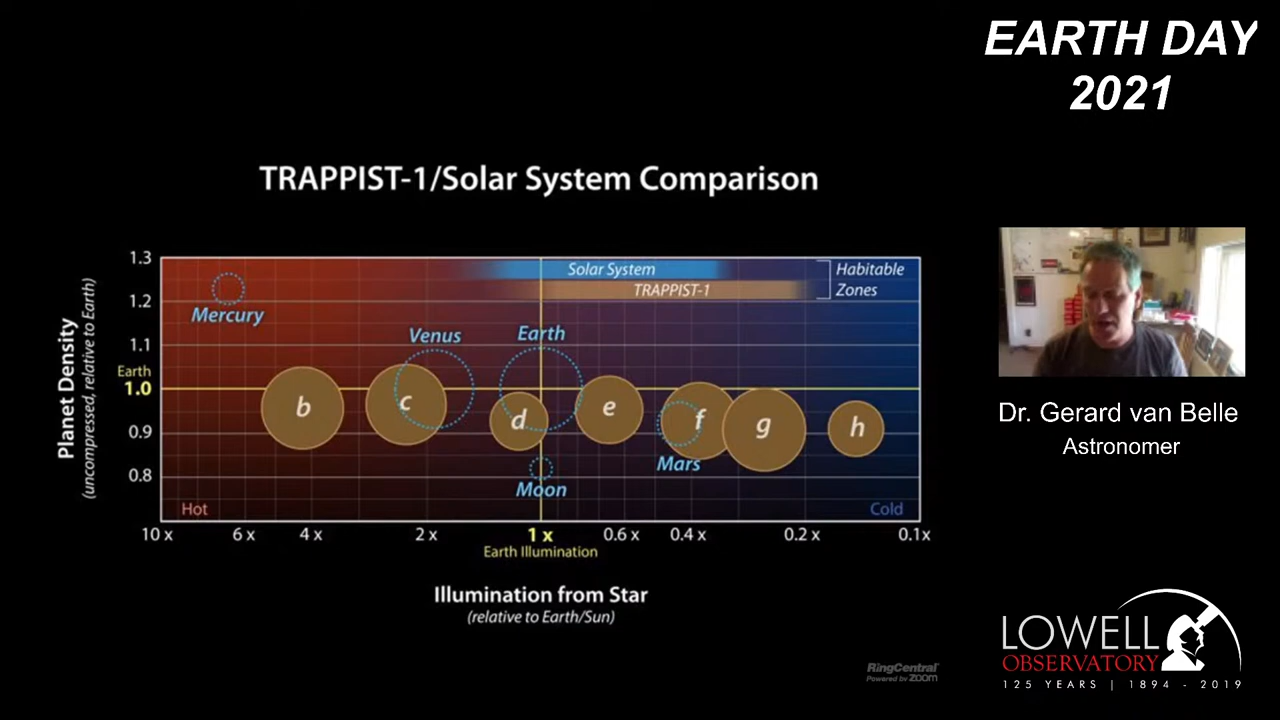 EARTH DAY
2021
TRAPPIST-1/Solar System Comparison
Planet Density
(uncompressed, relative to Earth)
1.3
1.2
1.1
Earth
1.0
0.9
0.8
Solar System
TRAPPIST-1
Habitable
Zones
Mercury
Venus
Earth
b
c
d
e
f
g
h
Mars
Moon
Hot
Cold
10 x
6 x
4 x
2 x
1 x
0.6 x
0.4 x
0.2 x
0.1x
Earth Illumination
Illumination from Star
(relative to Earth/Sun)
Dr. Gerard van Belle
Astronomer
RingCentral
Powered by zoom
LOWELL
OBSERVATORY
125 YEARS | 1894 - 2019